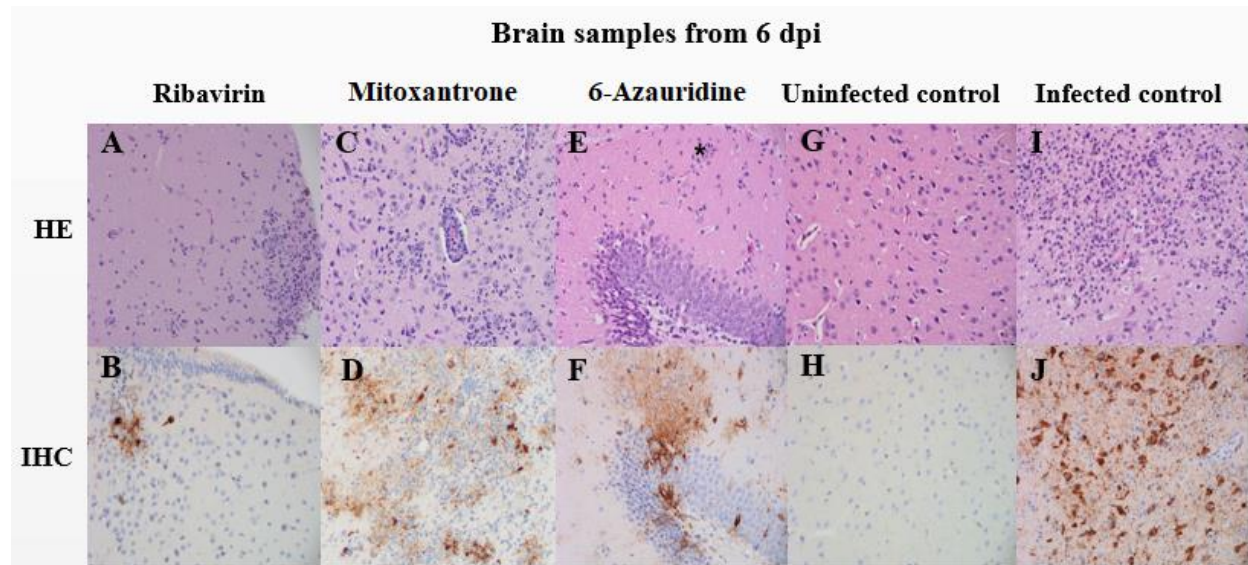 Brain samples from 6 dpi
Ribavirin Mitoxantrone 6-Azauridine Uninfected control Infected control
HE A C E * G I
IHC B D F H J